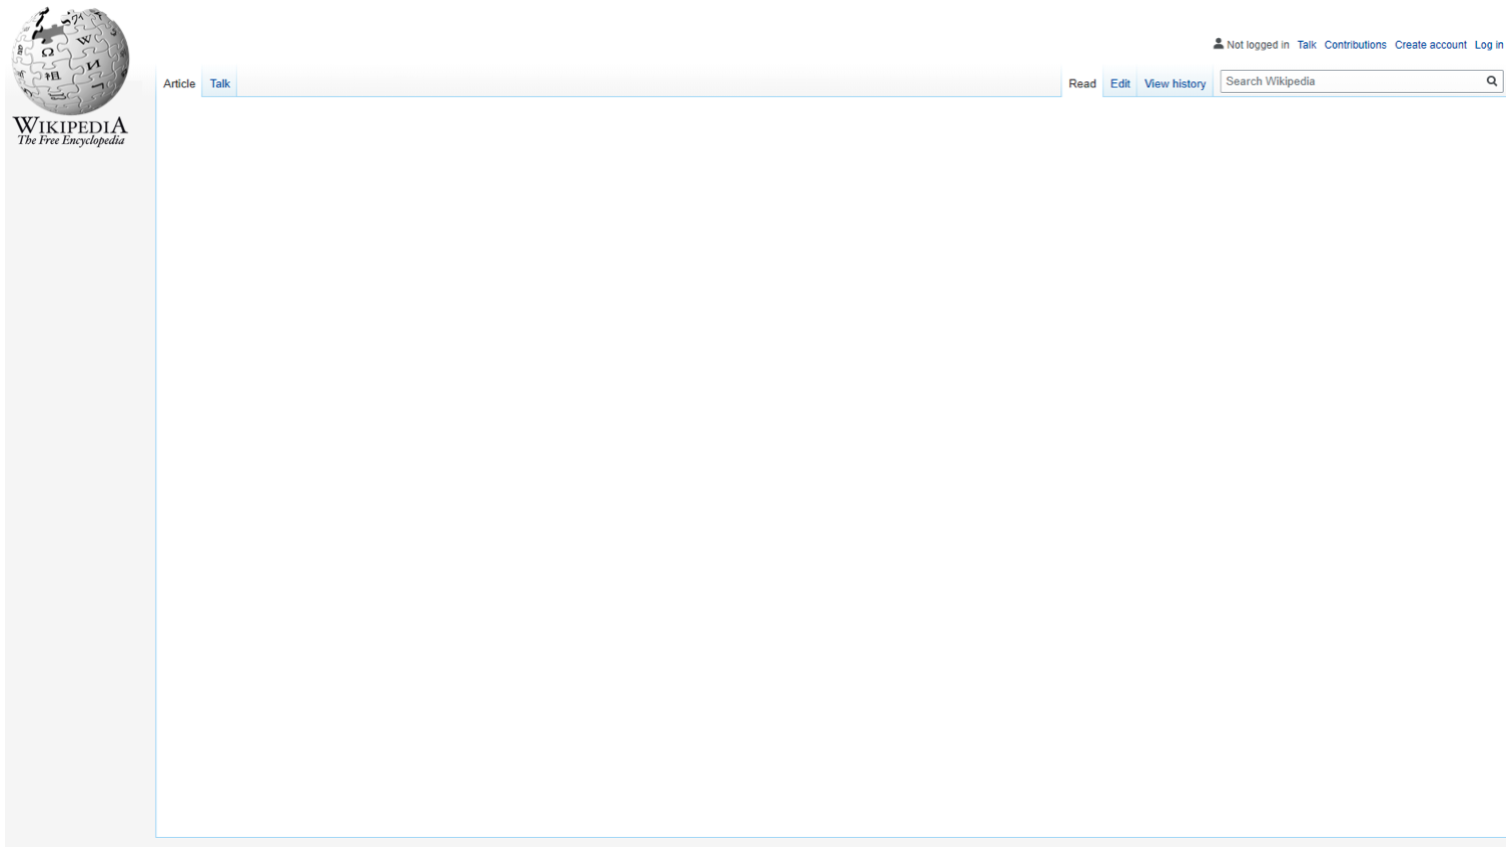 WIKIPEDIA
The Free Encyclopedia
Not logged in Talk Contributions Create account Log in
Article Talk
Read Edit View history Search Wikipedia